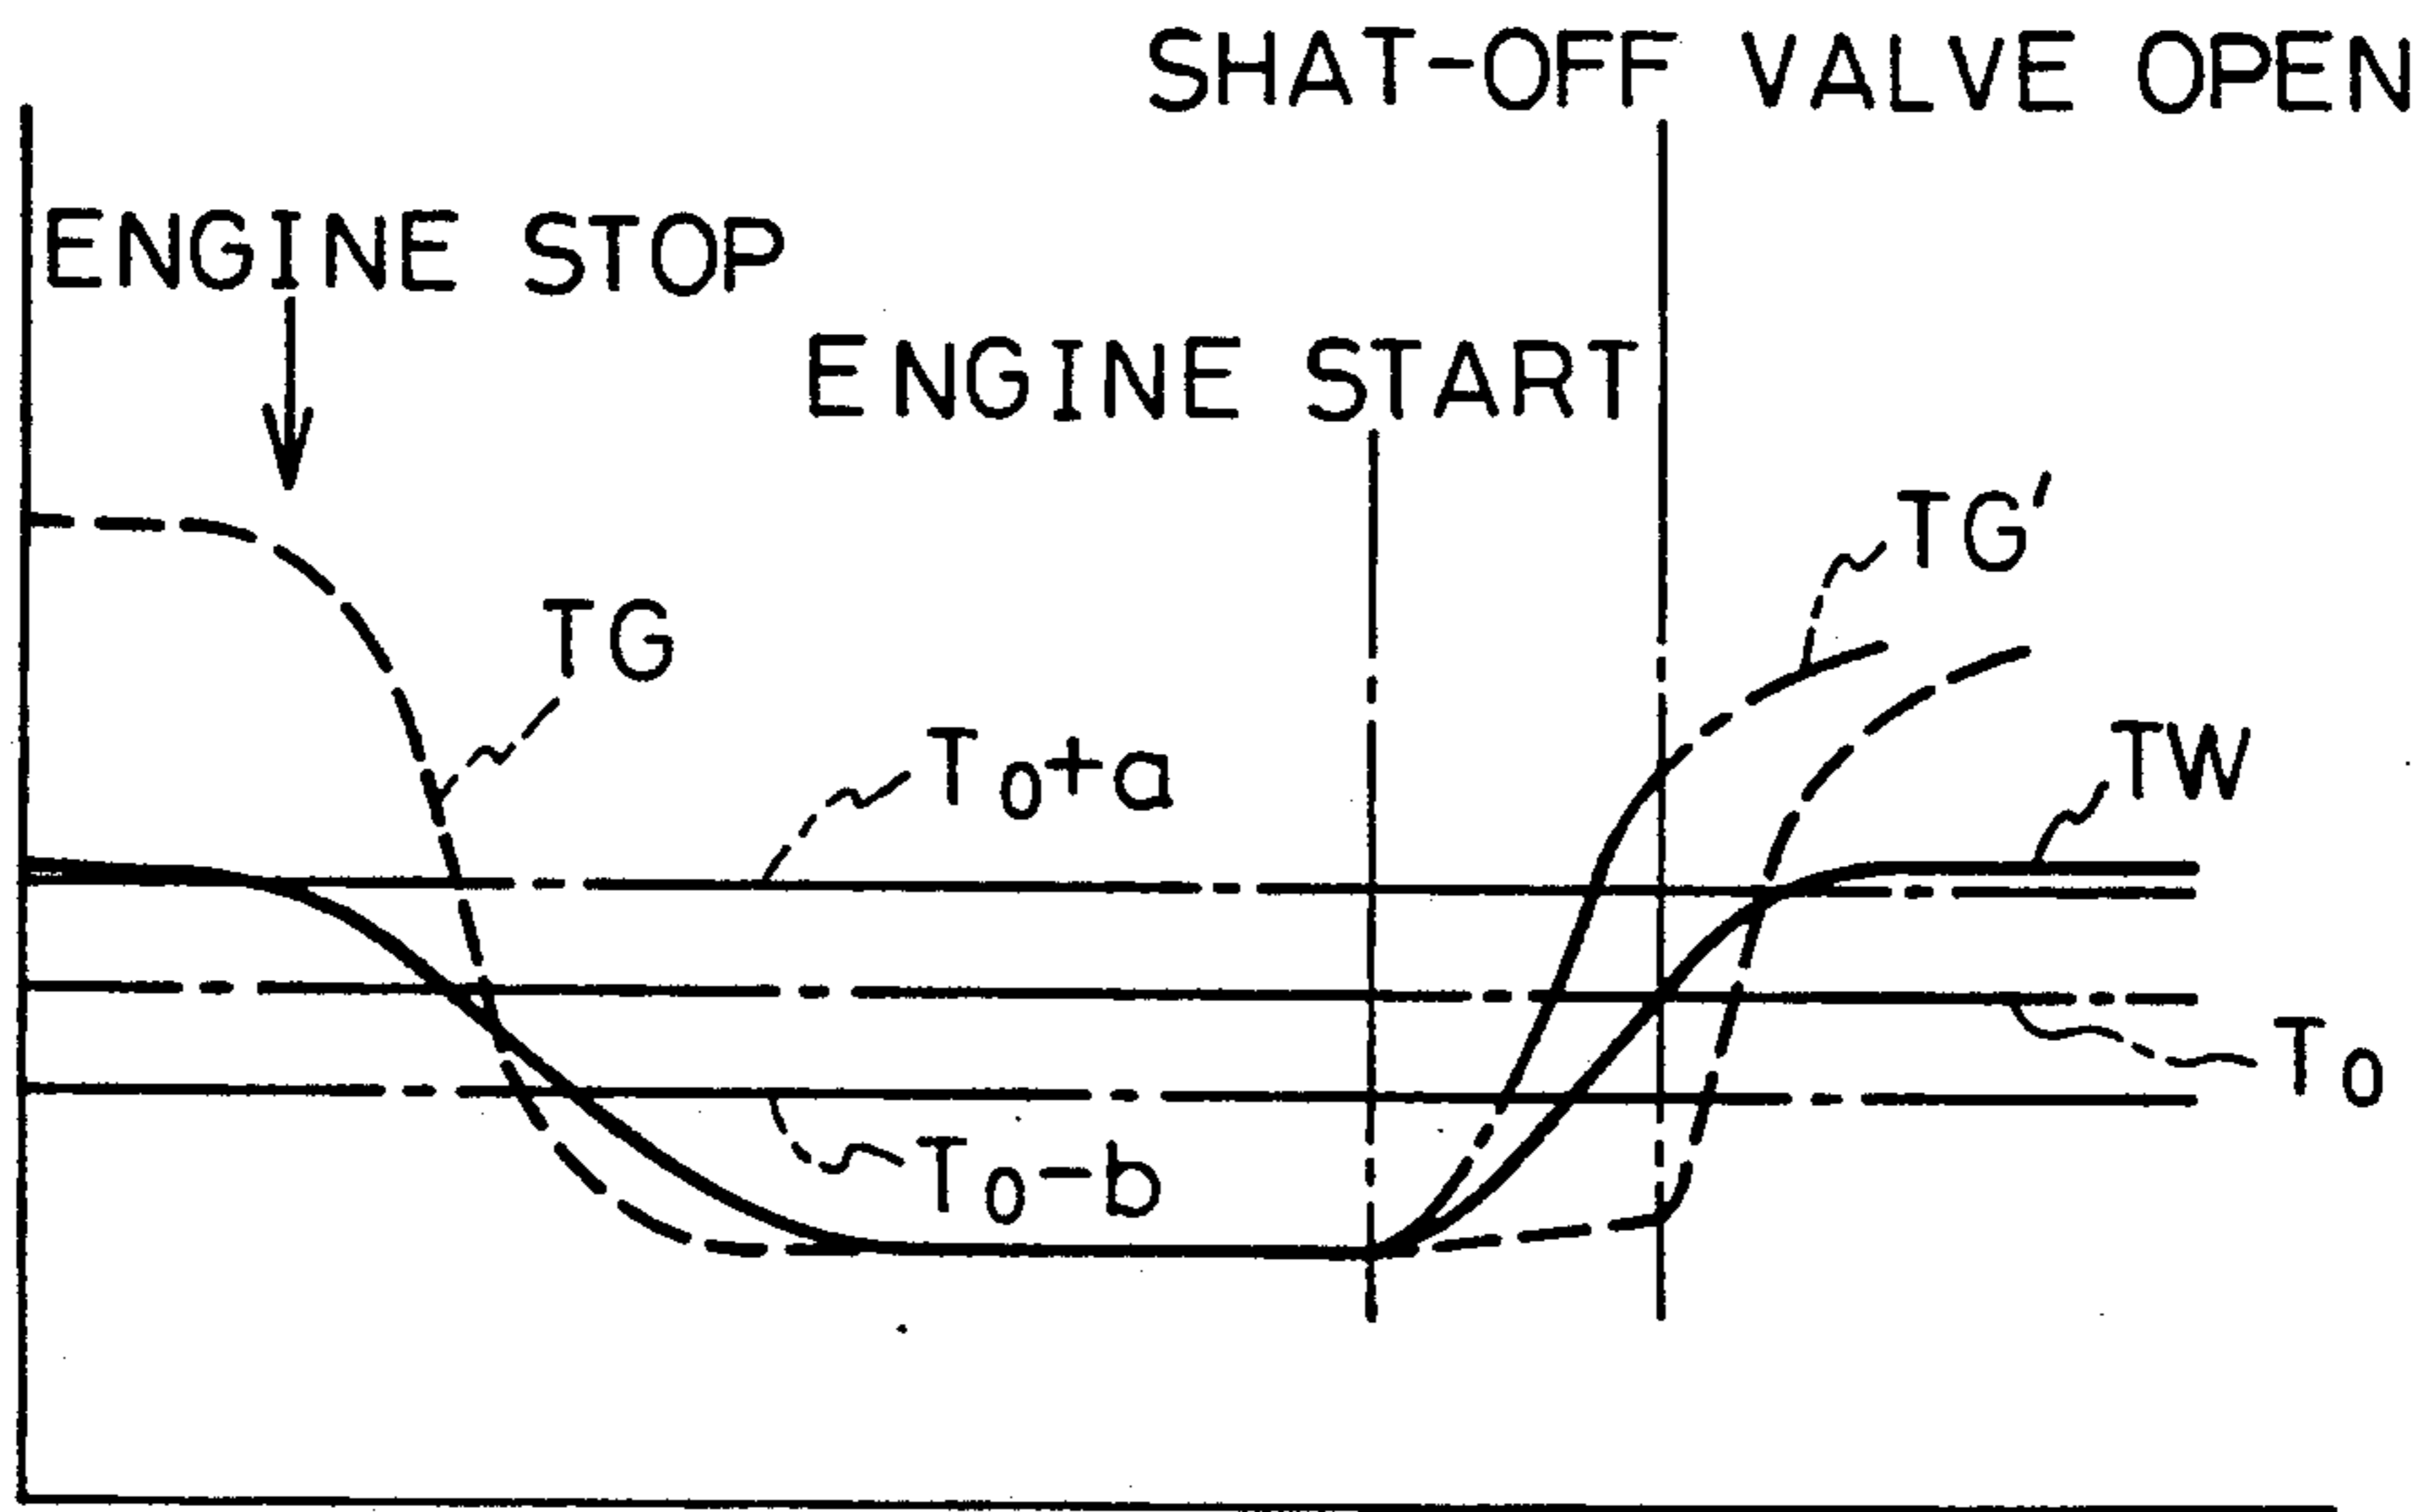 SHAT-OFF VALVE OPEN
ENGINE STOP
ENGINE START
TG'
TG
T₀+a
TW
T₀
T₀-b